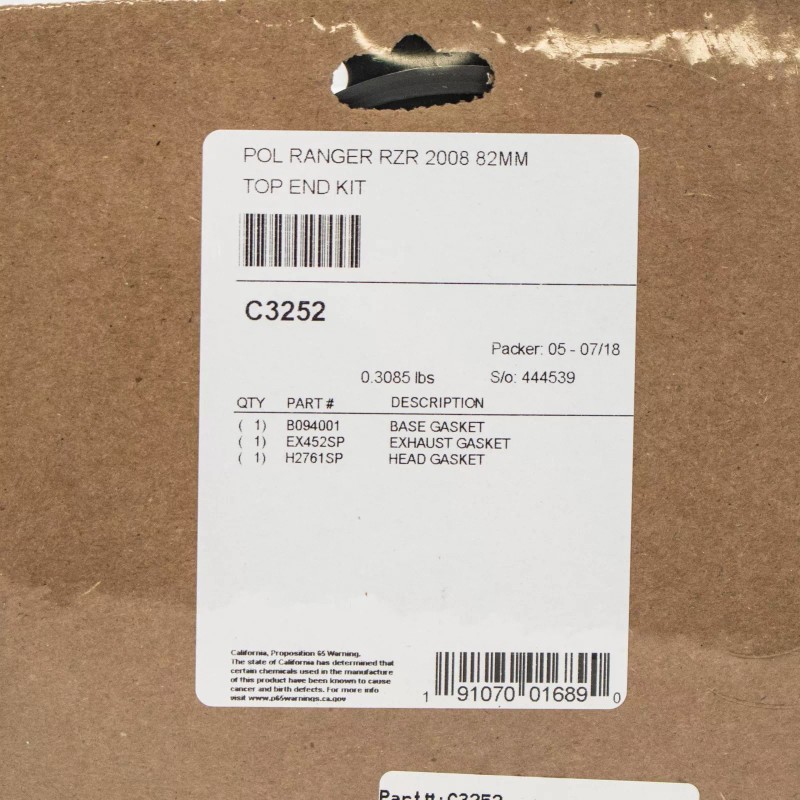 POL RANGER RZR 2008 82MM
TOP END KIT
C3252
Packer: 05 - 07/18
0.3085 lbs S/o: 444539
QTY PART # DESCRIPTION
( 1) B094001 BASE GASKET
( 1) EX452SP EXHAUST GASKET
( 1) H2761SP HEAD GASKET
California, Proposition 65 Warning.
The state of California has determined that
certain chemicals used in the manufacture
of this product have been known to cause
cancer and birth defects. For more info
visit www.p65warnings.ca.gov
1 91070 01689 0
Part#:C3252